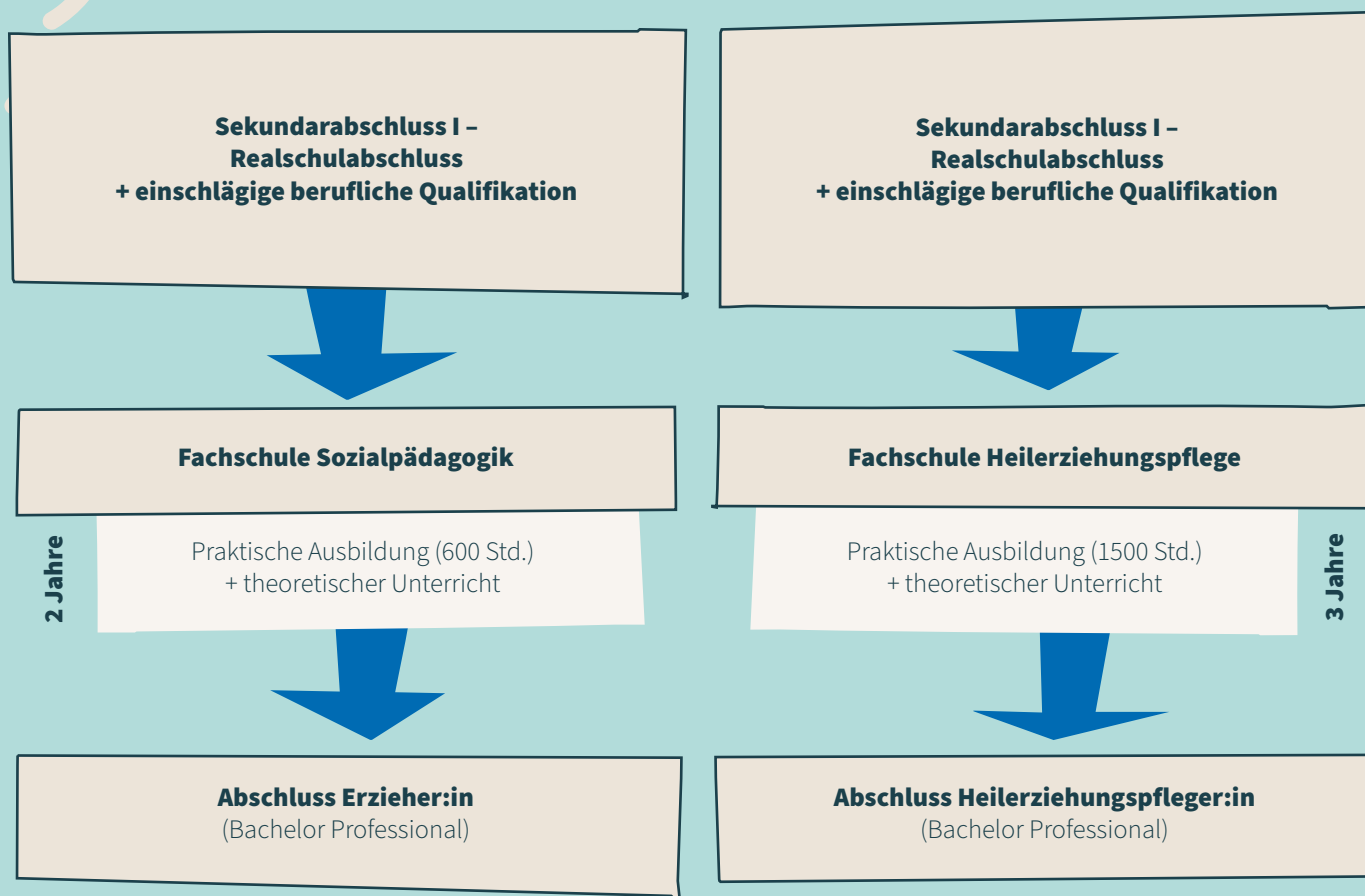 Sekundarabschluss I –
Realschulabschluss
+ einschlägige berufliche Qualifikation
Fachschule Sozialpädagogik
2 Jahre
Praktische Ausbildung (600 Std.)
+ theoretischer Unterricht
Abschluss Erzieher:in
(Bachelor Professional)
Sekundarabschluss I –
Realschulabschluss
+ einschlägige berufliche Qualifikation
Fachschule Heilerziehungspflege
Praktische Ausbildung (1500 Std.)
+ theoretischer Unterricht
3 Jahre
Abschluss Heilerziehungspfleger:in
(Bachelor Professional)